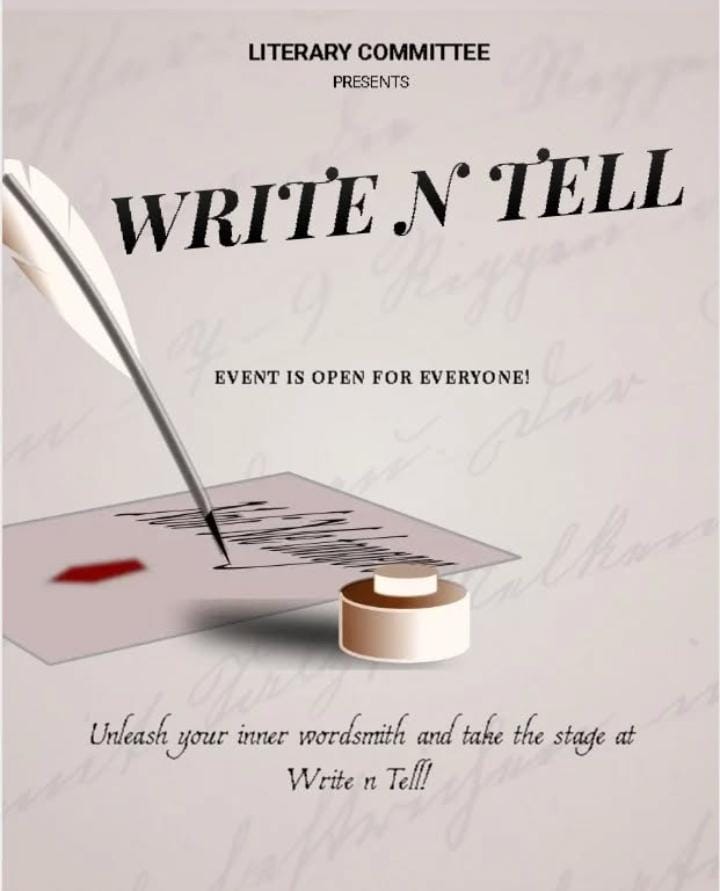 LITERARY COMMITTEE
PRESENTS
WRITE N TELL
EVENT IS OPEN FOR EVERYONE!
Unleash your inner wordsmith and take the stage at
Write n Tell!